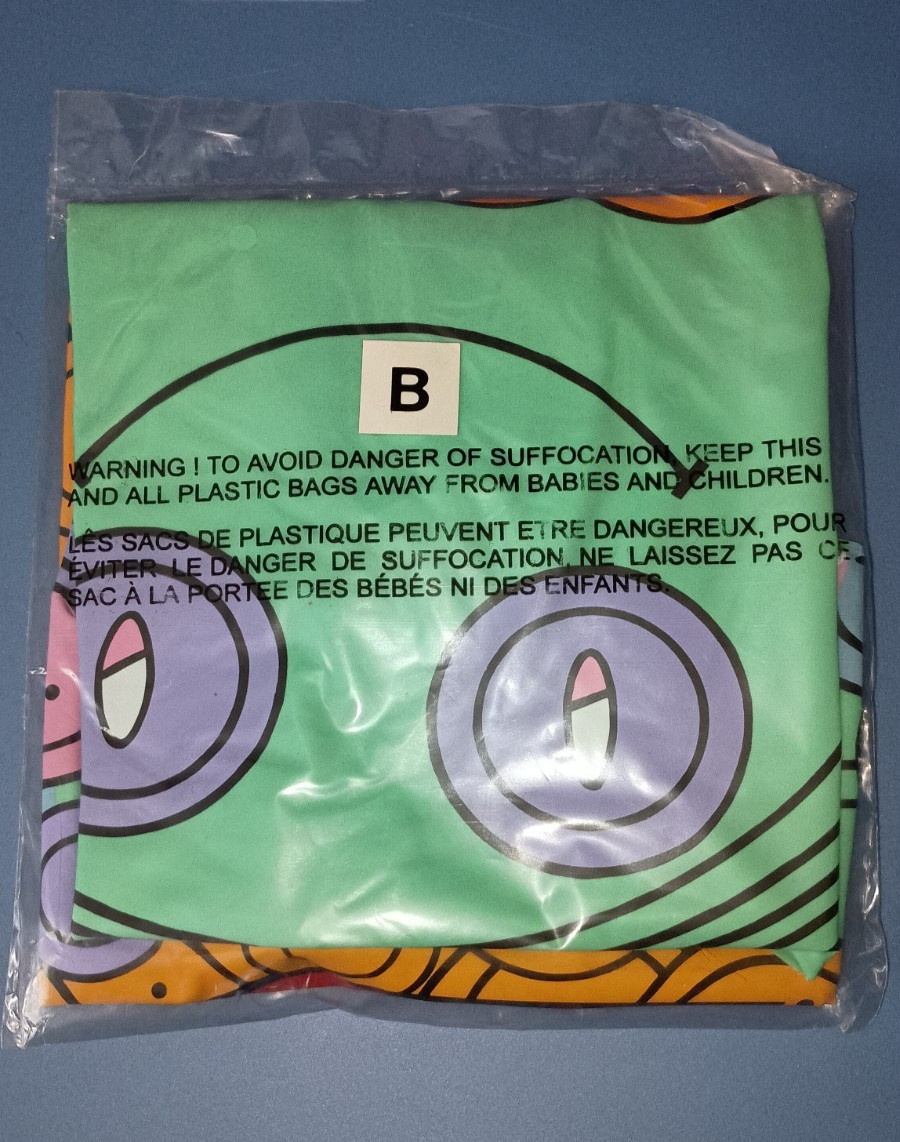 B
WARNING ! TO AVOID DANGER OF SUFFOCATION, KEEP THIS
AND ALL PLASTIC BAGS AWAY FROM BABIES AND CHILDREN.
LÊS SACS DE PLASTIQUE PEUVENT ETRE DANGEREUX, POUR
ÉVITER LE DANGER DE SUFFOCATION, NE LAISSEZ PAS CE
SAC À LA PORTEE DES BÉBÉS NI DES ENFANTS.